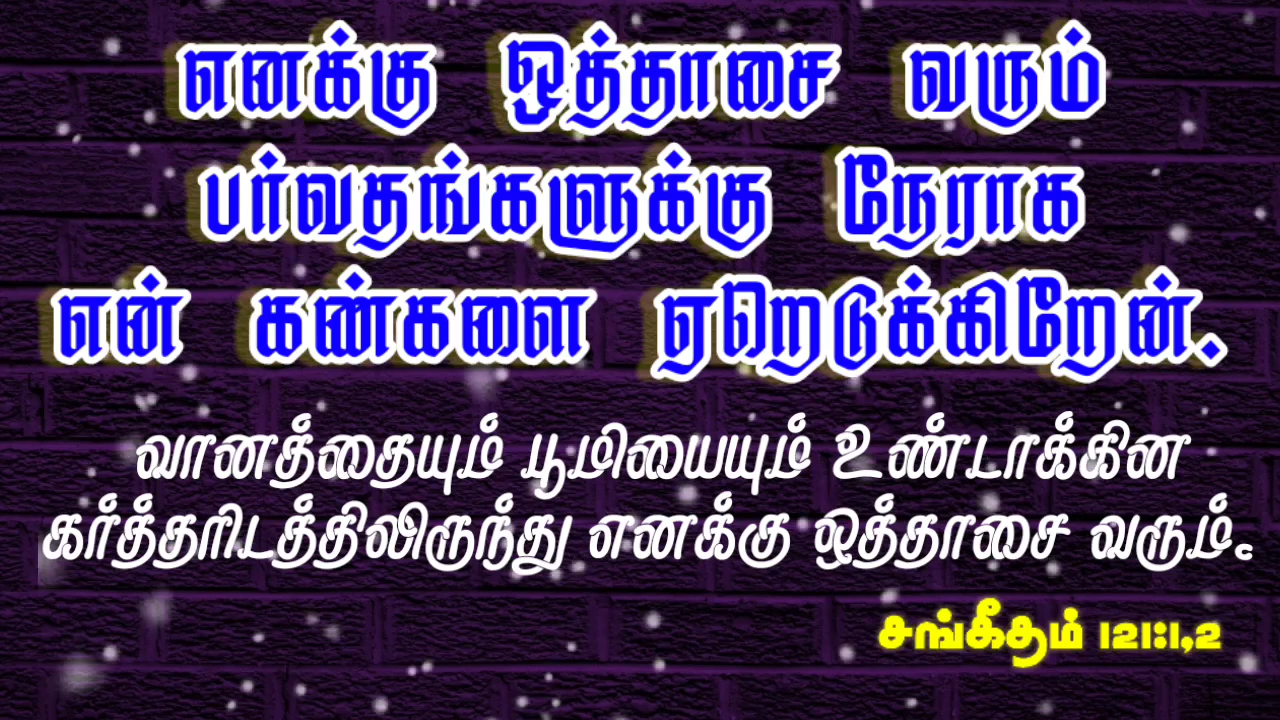 எனக்கு ஒத்தாசை வரும்
பர்வதங்களுக்கு நேராக
என் கண்களை ஏறெடுக்கிறேன்.
வானத்தையும் பூமியையும் உண்டாக்கின
கர்த்தரிடத்திலிருந்து எனக்கு ஒத்தாசை வரும்.
சங்கீதம் 121:1,2